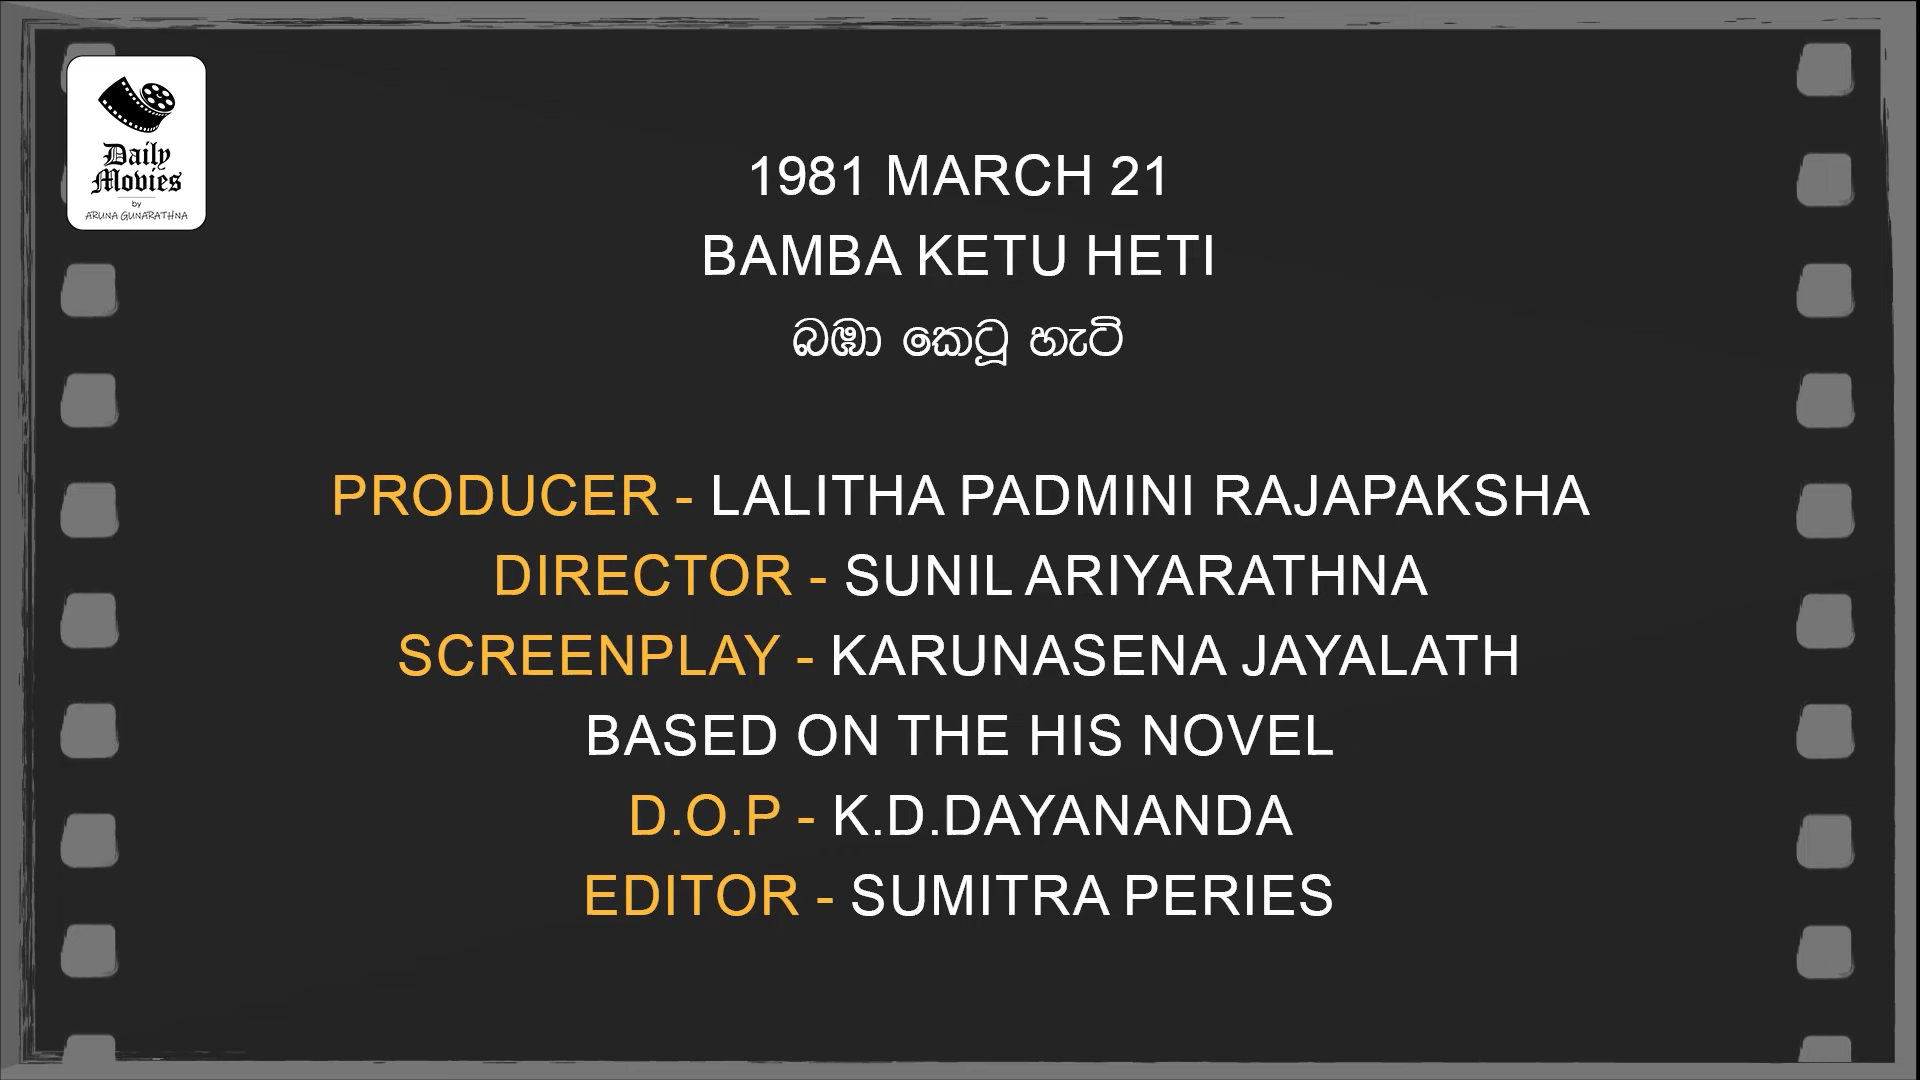 Daily
Movies
by
ARUNA GUNARATHNA
1981 MARCH 21
BAMBA KETU HETI
බඹා කෙටූ හැටි
PRODUCER - LALITHA PADMINI RAJAPAKSHA
DIRECTOR - SUNIL ARIYARATHNA
SCREENPLAY - KARUNASENA JAYALATH
BASED ON THE HIS NOVEL
D.O.P - K.D.DAYANANDA
EDITOR - SUMITRA PERIES